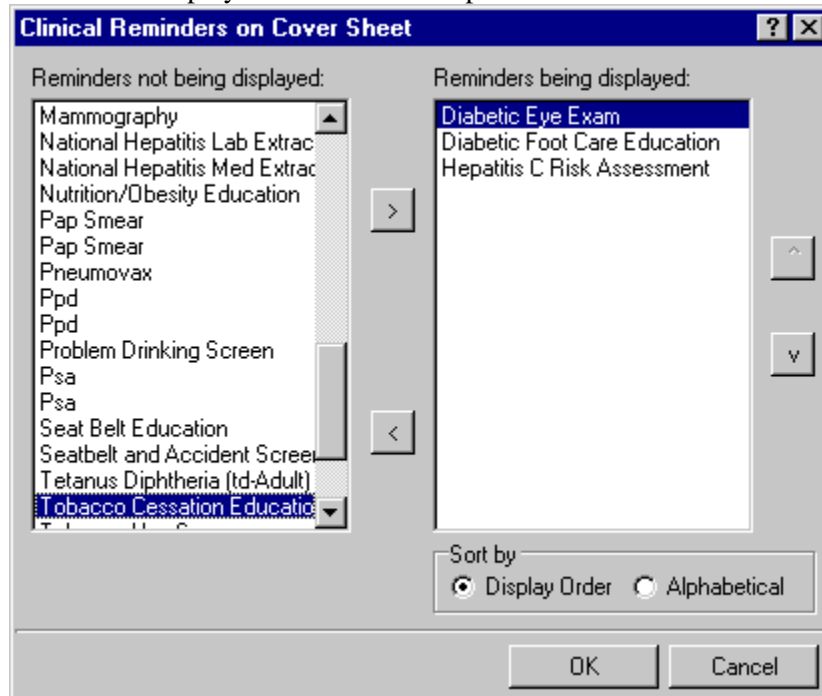 Clinical Reminders on Cover Sheet
? X
Reminders not being displayed:
Mammography
National Hepatitis Lab Extrac
National Hepatitis Med Extrac
Nutrition/Obesity Education
Pap Smear
Pap Smear
Pneumovax
Ppd
Ppd
Problem Drinking Screen
Psa
Psa
Seat Belt Education
Seatbelt and Accident Screen
Tetanus Diphtheria (td-Adult)
Tobacco Cessation Educatio
>
<
Reminders being displayed:
Diabetic Eye Exam
Diabetic Foot Care Education
Hepatitis C Risk Assessment
^
v
Sort by
Display Order Alphabetical
OK Cancel